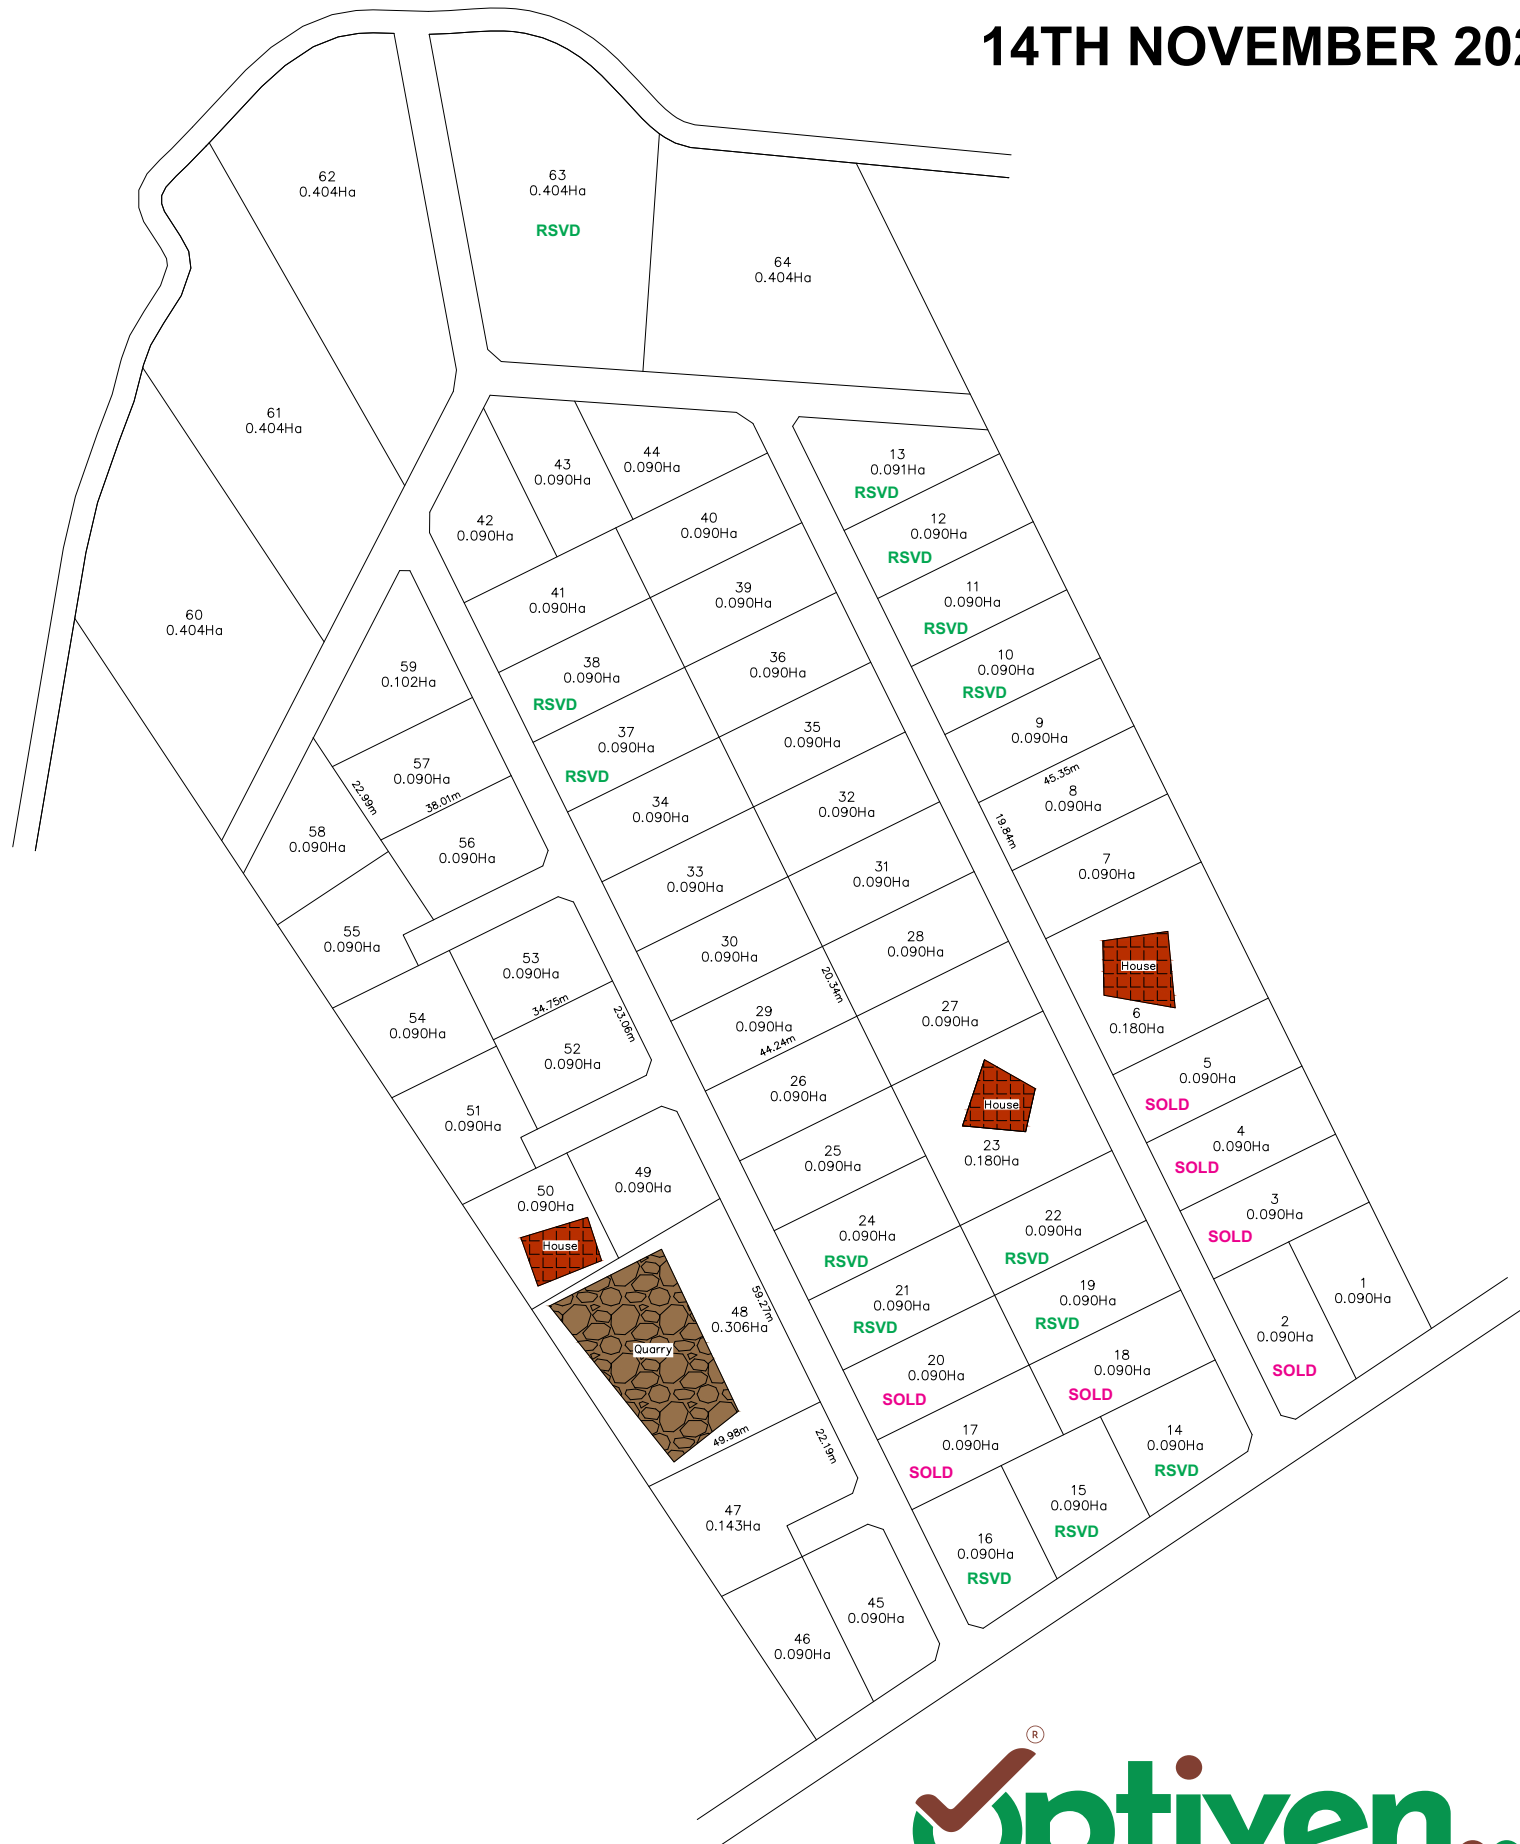 14TH NOVEMBER 202
62
0.404Ha
63
0.404Ha
RSVD
64
0.404Ha
61
0.404Ha
60
0.404Ha
44
0.090Ha
43
0.090Ha
42
0.090Ha
13
0.091Ha
RSVD
40
0.090Ha
12
0.090Ha
RSVD
41
0.090Ha
39
0.090Ha
11
0.090Ha
RSVD
38
0.090Ha
RSVD
36
0.090Ha
10
0.090Ha
RSVD
59
0.102Ha
37
0.090Ha
RSVD
35
0.090Ha
9
0.090Ha
57
0.090Ha
22.99m
38.01m
34
0.090Ha
32
0.090Ha
45.35m
8
0.090Ha
19.84m
58
0.090Ha
56
0.090Ha
33
0.090Ha
31
0.090Ha
7
0.090Ha
55
0.090Ha
53
0.090Ha
30
0.090Ha
28
0.090Ha
House
6
0.180Ha
34.75m
23.06m
20.34m
54
0.090Ha
29
0.090Ha
44.24m
27
0.090Ha
52
0.090Ha
26
0.090Ha
5
0.090Ha
SOLD
51
0.090Ha
House
23
0.180Ha
25
0.090Ha
4
0.090Ha
SOLD
49
0.090Ha
50
0.090Ha
House
24
0.090Ha
RSVD
22
0.090Ha
RSVD
3
0.090Ha
SOLD
59.27m
48
0.306Ha
Quarry
21
0.090Ha
RSVD
19
0.090Ha
RSVD
1
0.090Ha
2
0.090Ha
SOLD
20
0.090Ha
SOLD
18
0.090Ha
SOLD
49.98m
22.19m
17
0.090Ha
SOLD
14
0.090Ha
RSVD
15
0.090Ha
RSVD
47
0.143Ha
16
0.090Ha
RSVD
45
0.090Ha
46
0.090Ha
®
Optiven